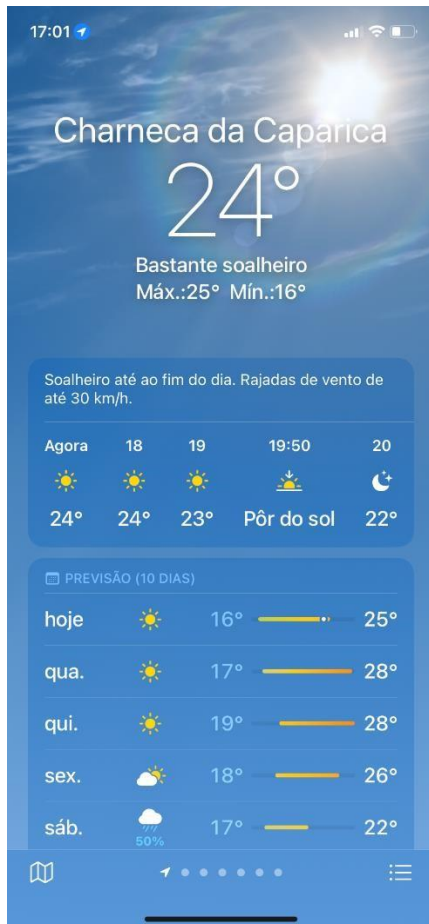 17:01
Charneca da Caparica
24°
Bastante soalheiro
Máx.:25° Mín.:16°
Soalheiro até ao fim do dia. Rajadas de vento de
até 30 km/h.
Agora 18 19 19:50 20
24° 24° 23° Pôr do sol 22°
PREVISÃO (10 DIAS)
hoje 16° 25°
qua. 17° 28°
qui. 19° 28°
sex. 18° 26°
sáb. 50% 17° 22°